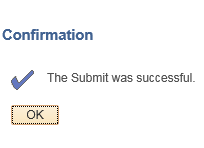 Confirmation
The Submit was successful.
OK